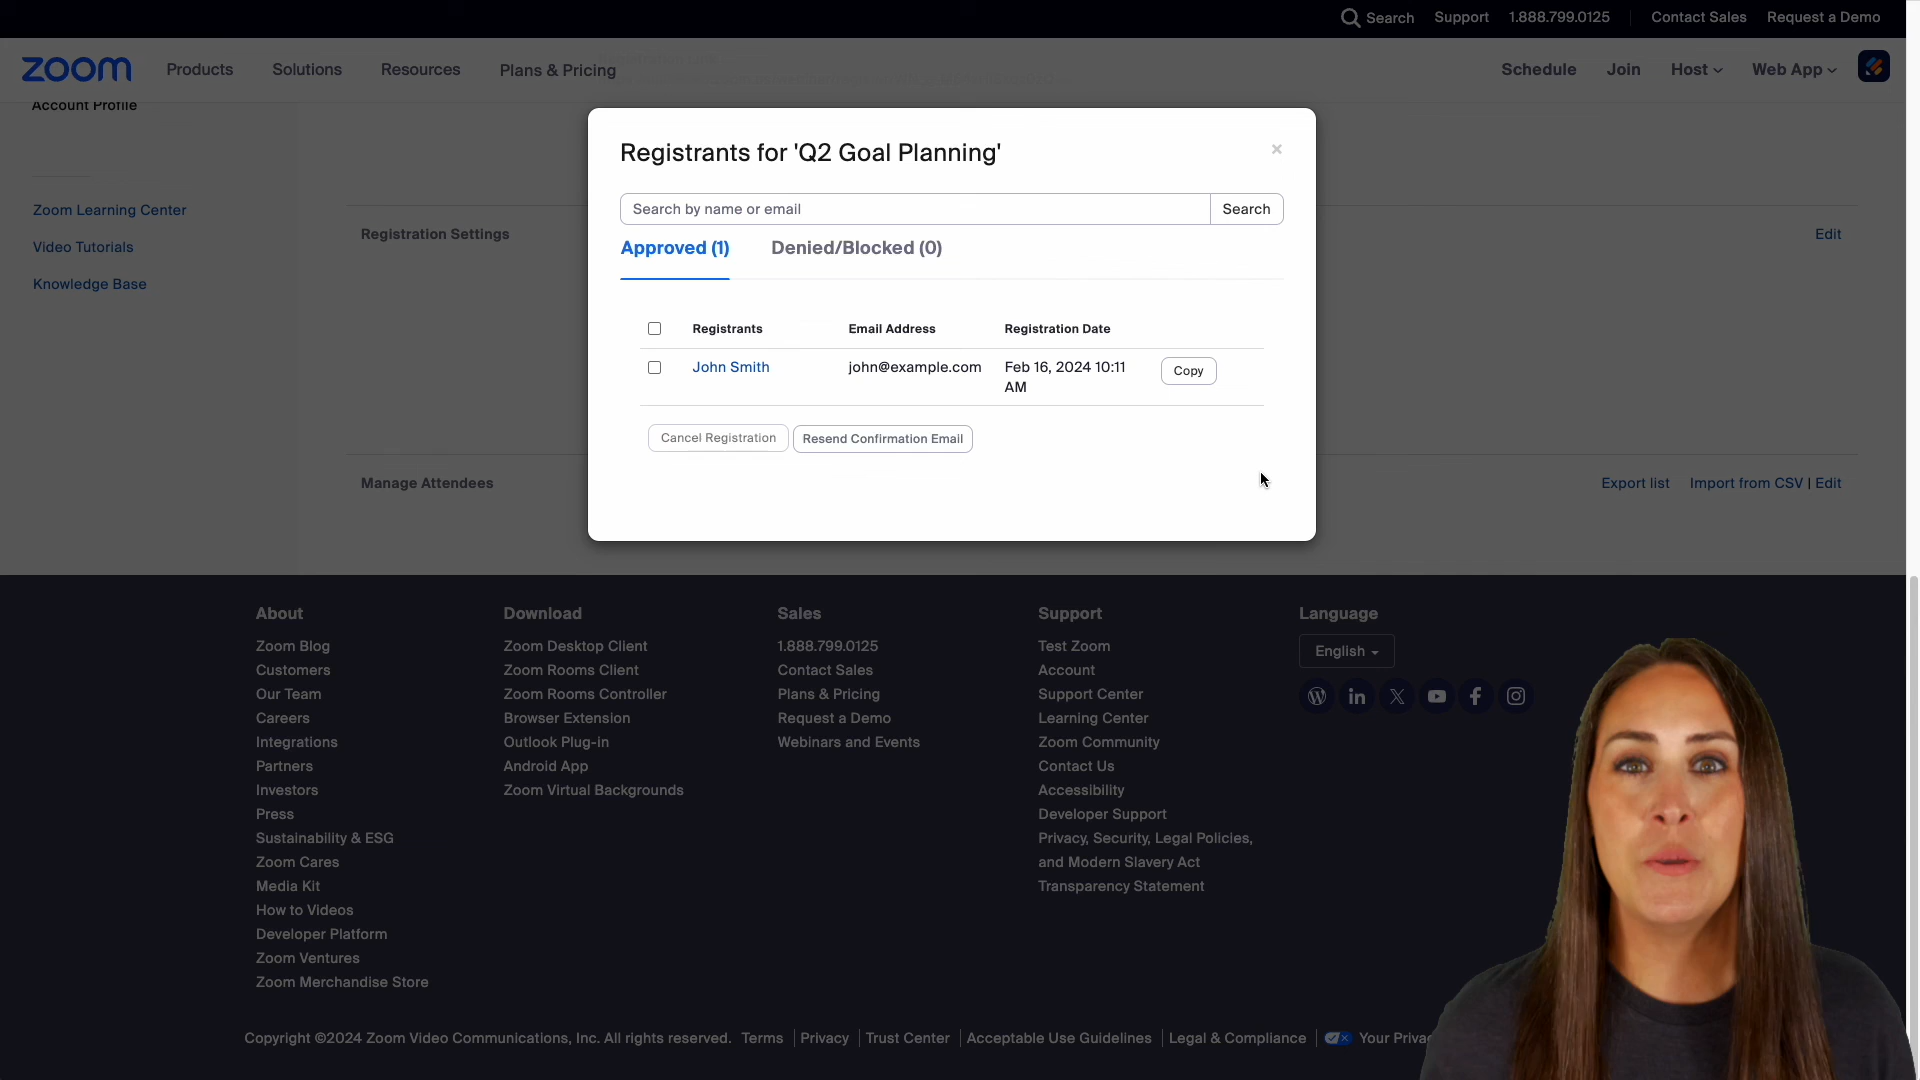 Search Support 1.888.799.0125 Contact Sales Request a Demo
zoom Products Solutions Resources Plans & Pricing Schedule Join Host Web App
Account Profile
Zoom Learning Center
Video Tutorials
Knowledge Base
Registration Settings Edit
Manage Attendees Export list Import from CSV | Edit
Registrants for 'Q2 Goal Planning' ×
Search by name or email Search
Approved (1) Denied/Blocked (0)
Registrants Email Address Registration Date
John Smith john@example.com Feb 16, 2024 10:11 Copy
AM
Cancel Registration Resend Confirmation Email
About
Zoom Blog
Customers
Our Team
Careers
Integrations
Partners
Investors
Press
Sustainability & ESG
Zoom Cares
Media Kit
How to Videos
Developer Platform
Zoom Ventures
Zoom Merchandise Store
Download
Zoom Desktop Client
Zoom Rooms Client
Zoom Rooms Controller
Browser Extension
Outlook Plug-in
Android App
Zoom Virtual Backgrounds
Sales
1.888.799.0125
Contact Sales
Plans & Pricing
Request a Demo
Webinars and Events
Support
Test Zoom
Account
Support Center
Learning Center
Zoom Community
Contact Us
Accessibility
Developer Support
Privacy, Security, Legal Policies,
and Modern Slavery Act
Transparency Statement
Language
English
Copyright ©2024 Zoom Video Communications, Inc. All rights reserved. Terms | Privacy | Trust Center | Acceptable Use Guidelines | Legal & Compliance | Your